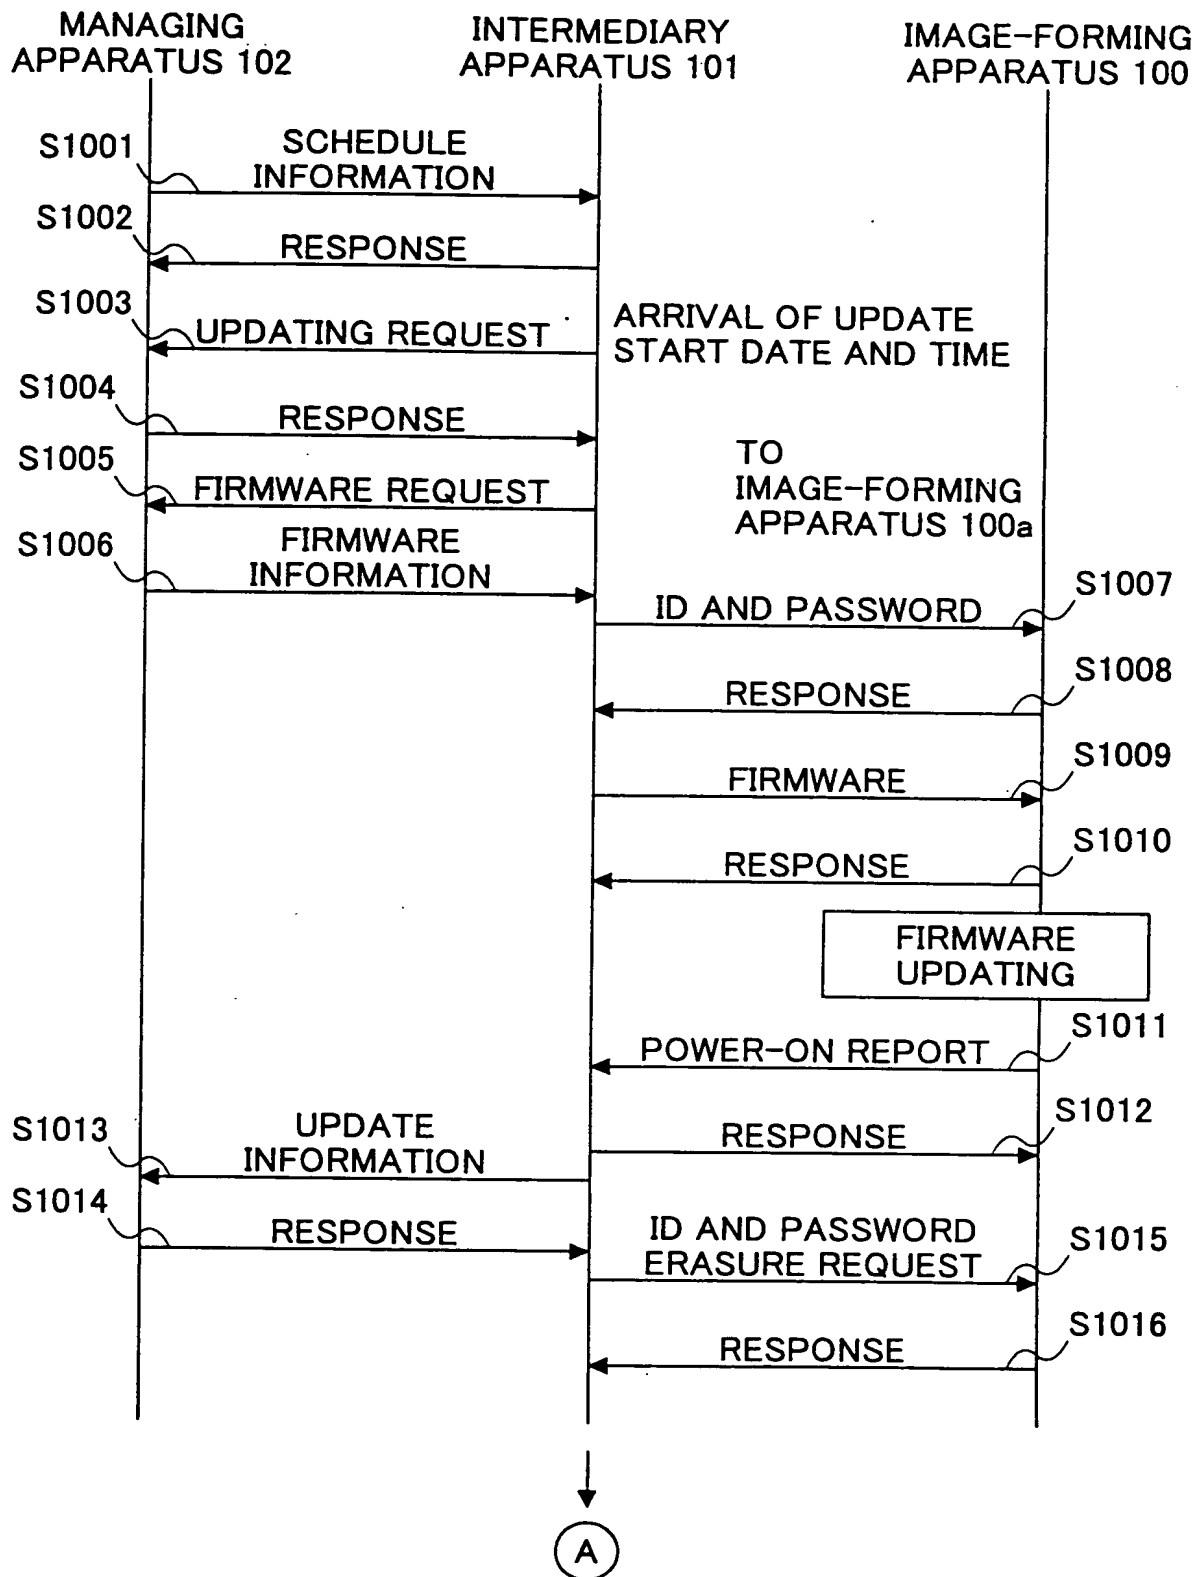 MANAGING
APPARATUS 102
INTERMEDIARY
APPARATUS 101
IMAGE-FORMING
APPARATUS 100
S1001
SCHEDULE
INFORMATION
S1002
RESPONSE
S1003
UPDATING REQUEST
ARRIVAL OF UPDATE
START DATE AND TIME
S1004
RESPONSE
S1005
FIRMWARE REQUEST
TO
IMAGE-FORMING
APPARATUS 100a
S1006
FIRMWARE
INFORMATION
ID AND PASSWORD
S1007
RESPONSE
S1008
FIRMWARE
S1009
RESPONSE
S1010
FIRMWARE
UPDATING
POWER-ON REPORT
S1011
RESPONSE
S1012
S1013
UPDATE
INFORMATION
S1014
RESPONSE
ID AND PASSWORD
ERASURE REQUEST
S1015
RESPONSE
S1016
A